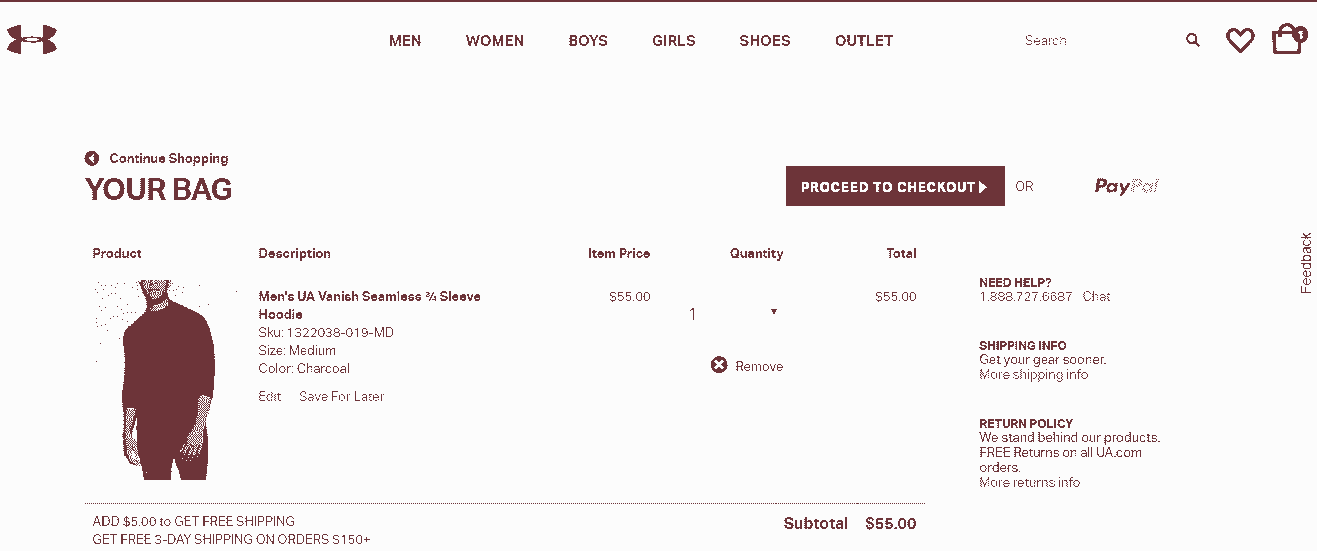 MEN WOMEN BOYS GIRLS SHOES OUTLET Search 1
Continue Shopping
YOUR BAG
PROCEED TO CHECKOUT OR PayPal
Product Description Item Price Quantity Total
Men's UA Vanish Seamless ¾ Sleeve
Hoodie
Sku: 1322038-019-MD
Size: Medium
Color: Charcoal
Edit Save For Later
$55.00
1
Remove
$55.00
NEED HELP?
1.888.727.6687 Chat
SHIPPING INFO
Get your gear sooner.
More shipping info
RETURN POLICY
We stand behind our products.
FREE Returns on all UA.com
orders.
More returns info
Feedback
ADD $5.00 to GET FREE SHIPPING
GET FREE 3-DAY SHIPPING ON ORDERS $150+
Subtotal $55.00